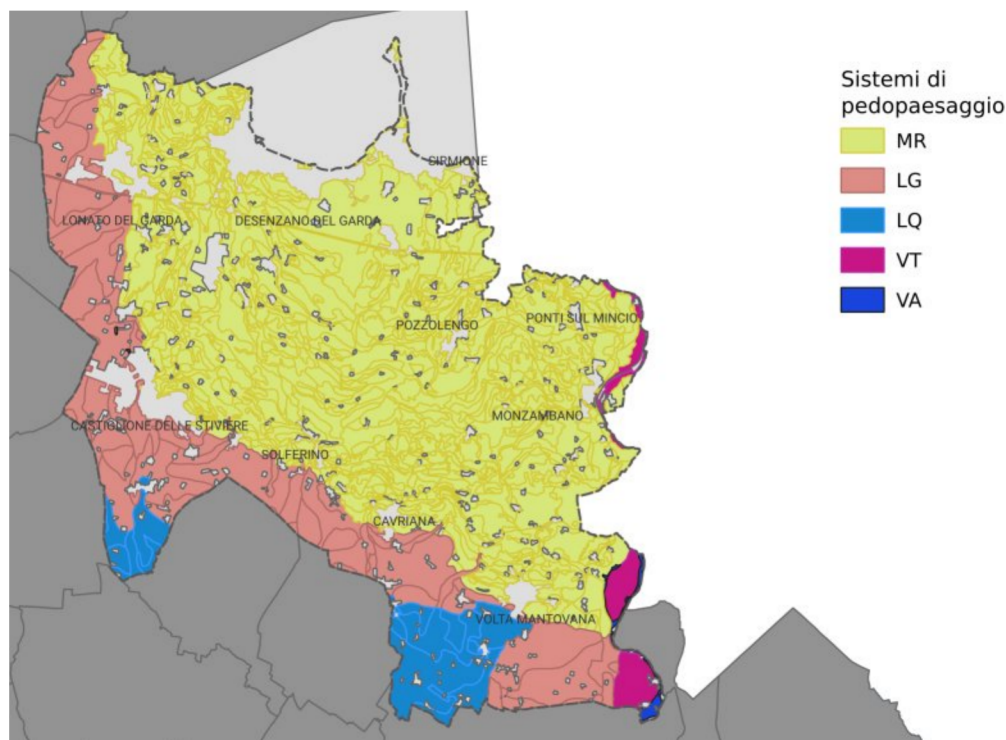 Sistemi di
pedopaesaggio
MR
LG
LQ
VT
VA
SIRMIONE
LONATO DEL GARDA
DESENZANO DEL GARDA
POZZOLENGO
PONTI SUL MINCIO
MONZAMBANO
CASTIGLIONE DELLE STIVIERE
SOLFERINO
CAVRIANA
VOLTA MANTOVANA